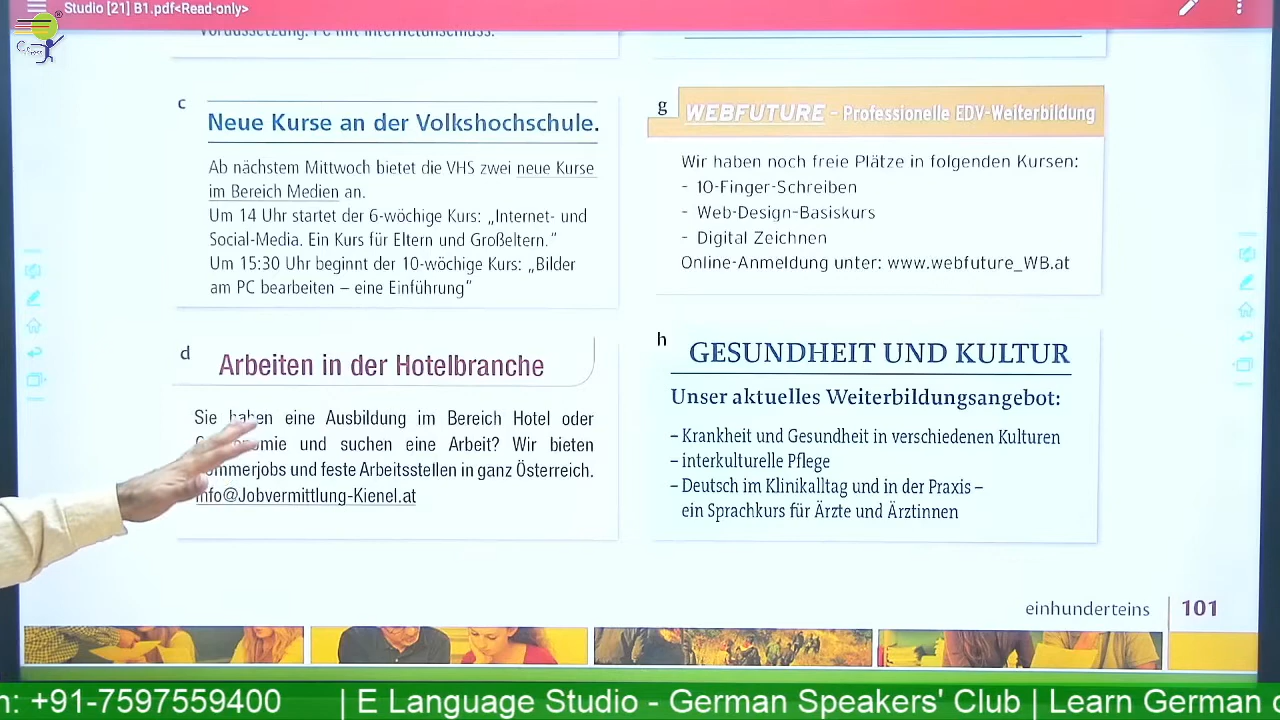 Studio [21] B1.pdf<Read-only>
Voraussetzung: PC mit Internetanschluss.
c
Neue Kurse an der Volkshochschule.
Ab nächstem Mittwoch bietet die VHS zwei neue Kurse
im Bereich Medien an.
Um 14 Uhr startet der 6-wöchige Kurs: „Internet- und
Social-Media. Ein Kurs für Eltern und Großeltern."
Um 15:30 Uhr beginnt der 10-wöchige Kurs: „Bilder
am PC bearbeiten – eine Einführung"
d
Arbeiten in der Hotelbranche
Sie haben eine Ausbildung im Bereich Hotel oder
und suchen eine Arbeit? Wir bieten
Sommerjobs und feste Arbeitsstellen in ganz Österreich.
info@Jobvermittlung-Kienel.at
g
WEBFUTURE - Professionelle EDV-Weiterbildung
Wir haben noch freie Plätze in folgenden Kursen:
- 10-Finger-Schreiben
- Web-Design-Basiskurs
- Digital Zeichnen
Online-Anmeldung unter: www.webfuture_WB.at
h
GESUNDHEIT UND KULTUR
Unser aktuelles Weiterbildungsangebot:
– Krankheit und Gesundheit in verschiedenen Kulturen
– interkulturelle Pflege
– Deutsch im Klinikalltag und in der Praxis –
ein Sprachkurs für Ärzte und Ärztinnen
einhunderteins 101
n: +91-7597559400 | E Language Studio - German Speakers' Club | Learn German